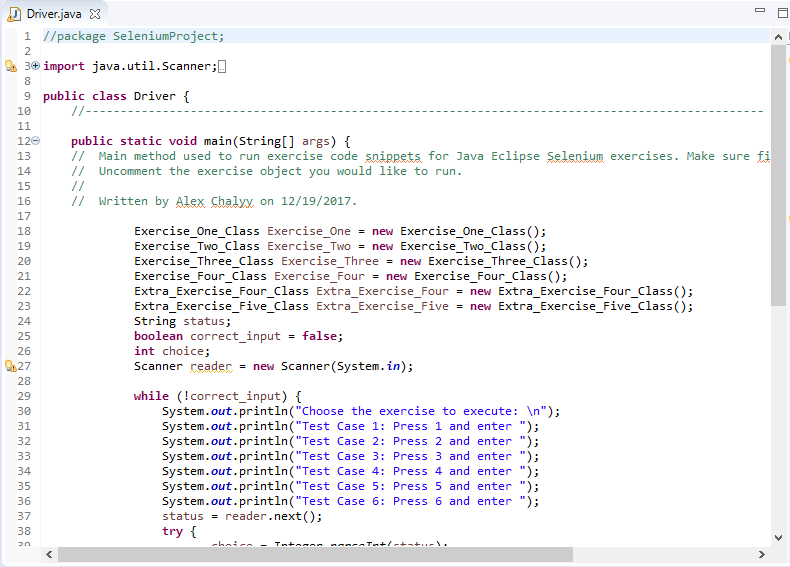 Driver.java
1 //package SeleniumProject;
2
3 import java.util.Scanner;
8
9 public class Driver {
10 //-------------------------------------------------------------------------------------------------
11
12 public static void main(String[] args) {
13 // Main method used to run exercise code snippets for Java Eclipse Selenium exercises. Make sure fi
14 // Uncomment the exercise object you would like to run.
15 //
16 // Written by Alex Chalyy on 12/19/2017.
17
18 Exercise_One_Class Exercise_One = new Exercise_One_Class();
19 Exercise_Two_Class Exercise_Two = new Exercise_Two_Class();
20 Exercise_Three_Class Exercise_Three = new Exercise_Three_Class();
21 Exercise_Four_Class Exercise_Four = new Exercise_Four_Class();
22 Extra_Exercise_Four_Class Extra_Exercise_Four = new Extra_Exercise_Four_Class();
23 Extra_Exercise_Five_Class Extra_Exercise_Five = new Extra_Exercise_Five_Class();
24 String status;
25 boolean correct_input = false;
26 int choice;
27 Scanner reader = new Scanner(System.in);
28
29 while (!correct_input) {
30 System.out.println("Choose the exercise to execute: \n");
31 System.out.println("Test Case 1: Press 1 and enter ");
32 System.out.println("Test Case 2: Press 2 and enter ");
33 System.out.println("Test Case 3: Press 3 and enter ");
34 System.out.println("Test Case 4: Press 4 and enter ");
35 System.out.println("Test Case 5: Press 5 and enter ");
36 System.out.println("Test Case 6: Press 6 and enter ");
37 status = reader.next();
38 try {
39 choice = Integer.parseInt(status);